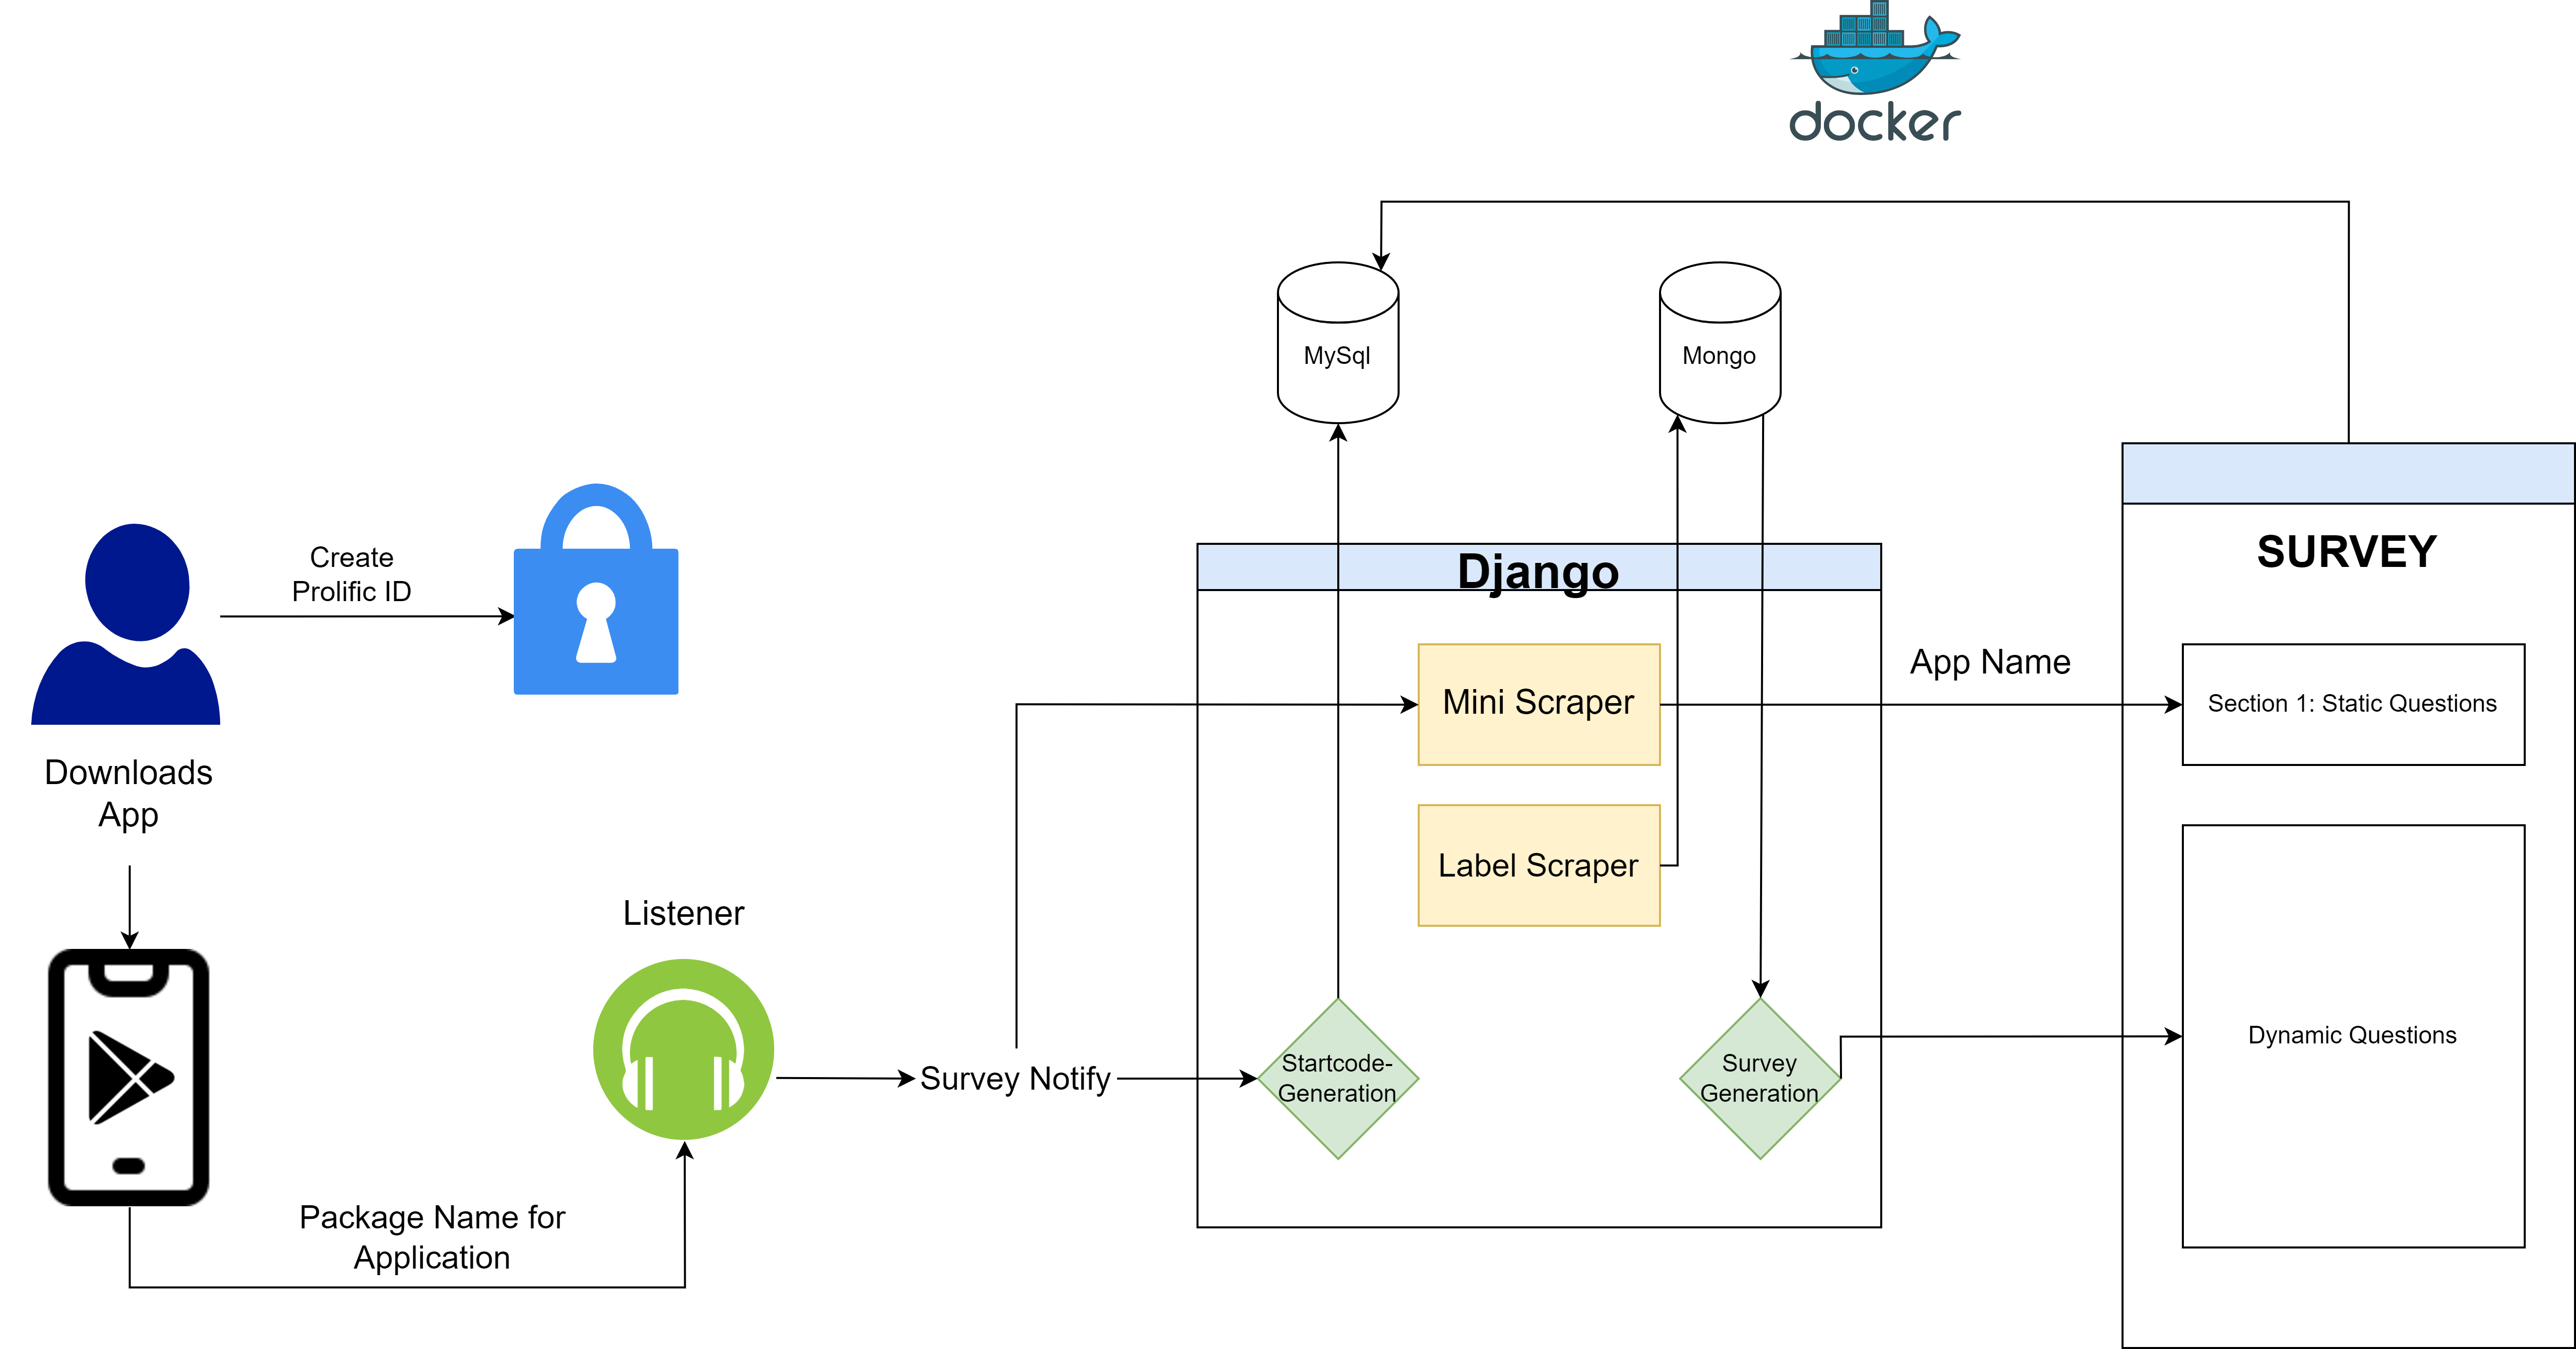 docker
MySql
Mongo
Create
Prolific ID
Django
SURVEY
App Name
Mini Scraper
Section 1: Static Questions
Downloads
App
Label Scraper
Listener
Dynamic Questions
Survey Notify
Startcode-
Generation
Survey
Generation
Package Name for
Application